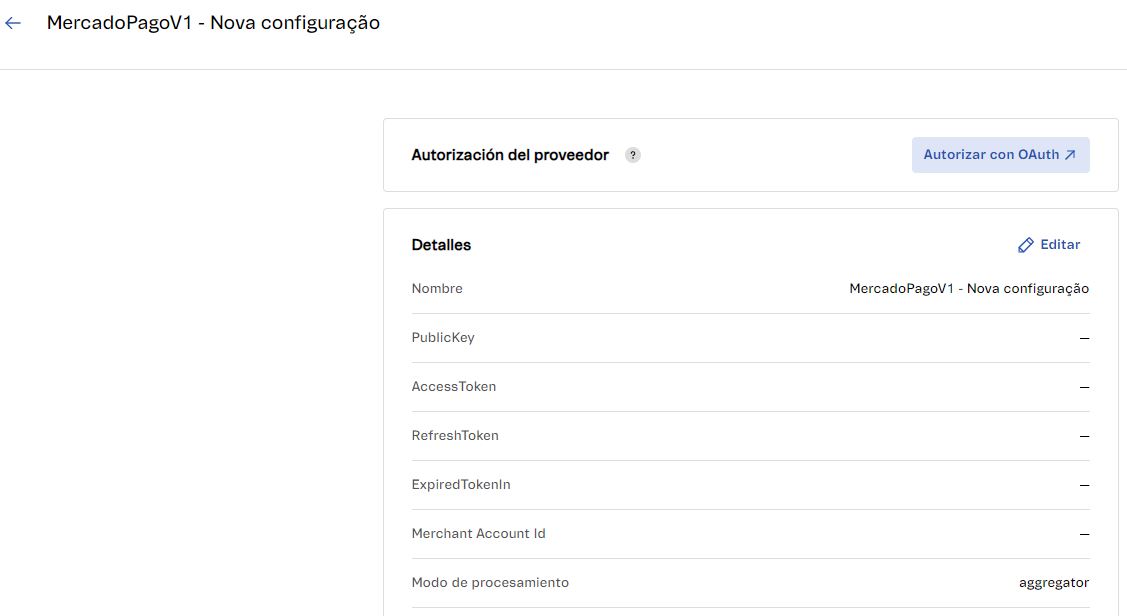 MercadoPagoV1 - Nova configuração
Autorización del proveedor ? Autorizar con OAuth
Detalles Editar
Nombre MercadoPagoV1 - Nova configuração
PublicKey –
AccessToken –
RefreshToken –
ExpiredTokenIn –
Merchant Account Id –
Modo de procesamiento aggregator